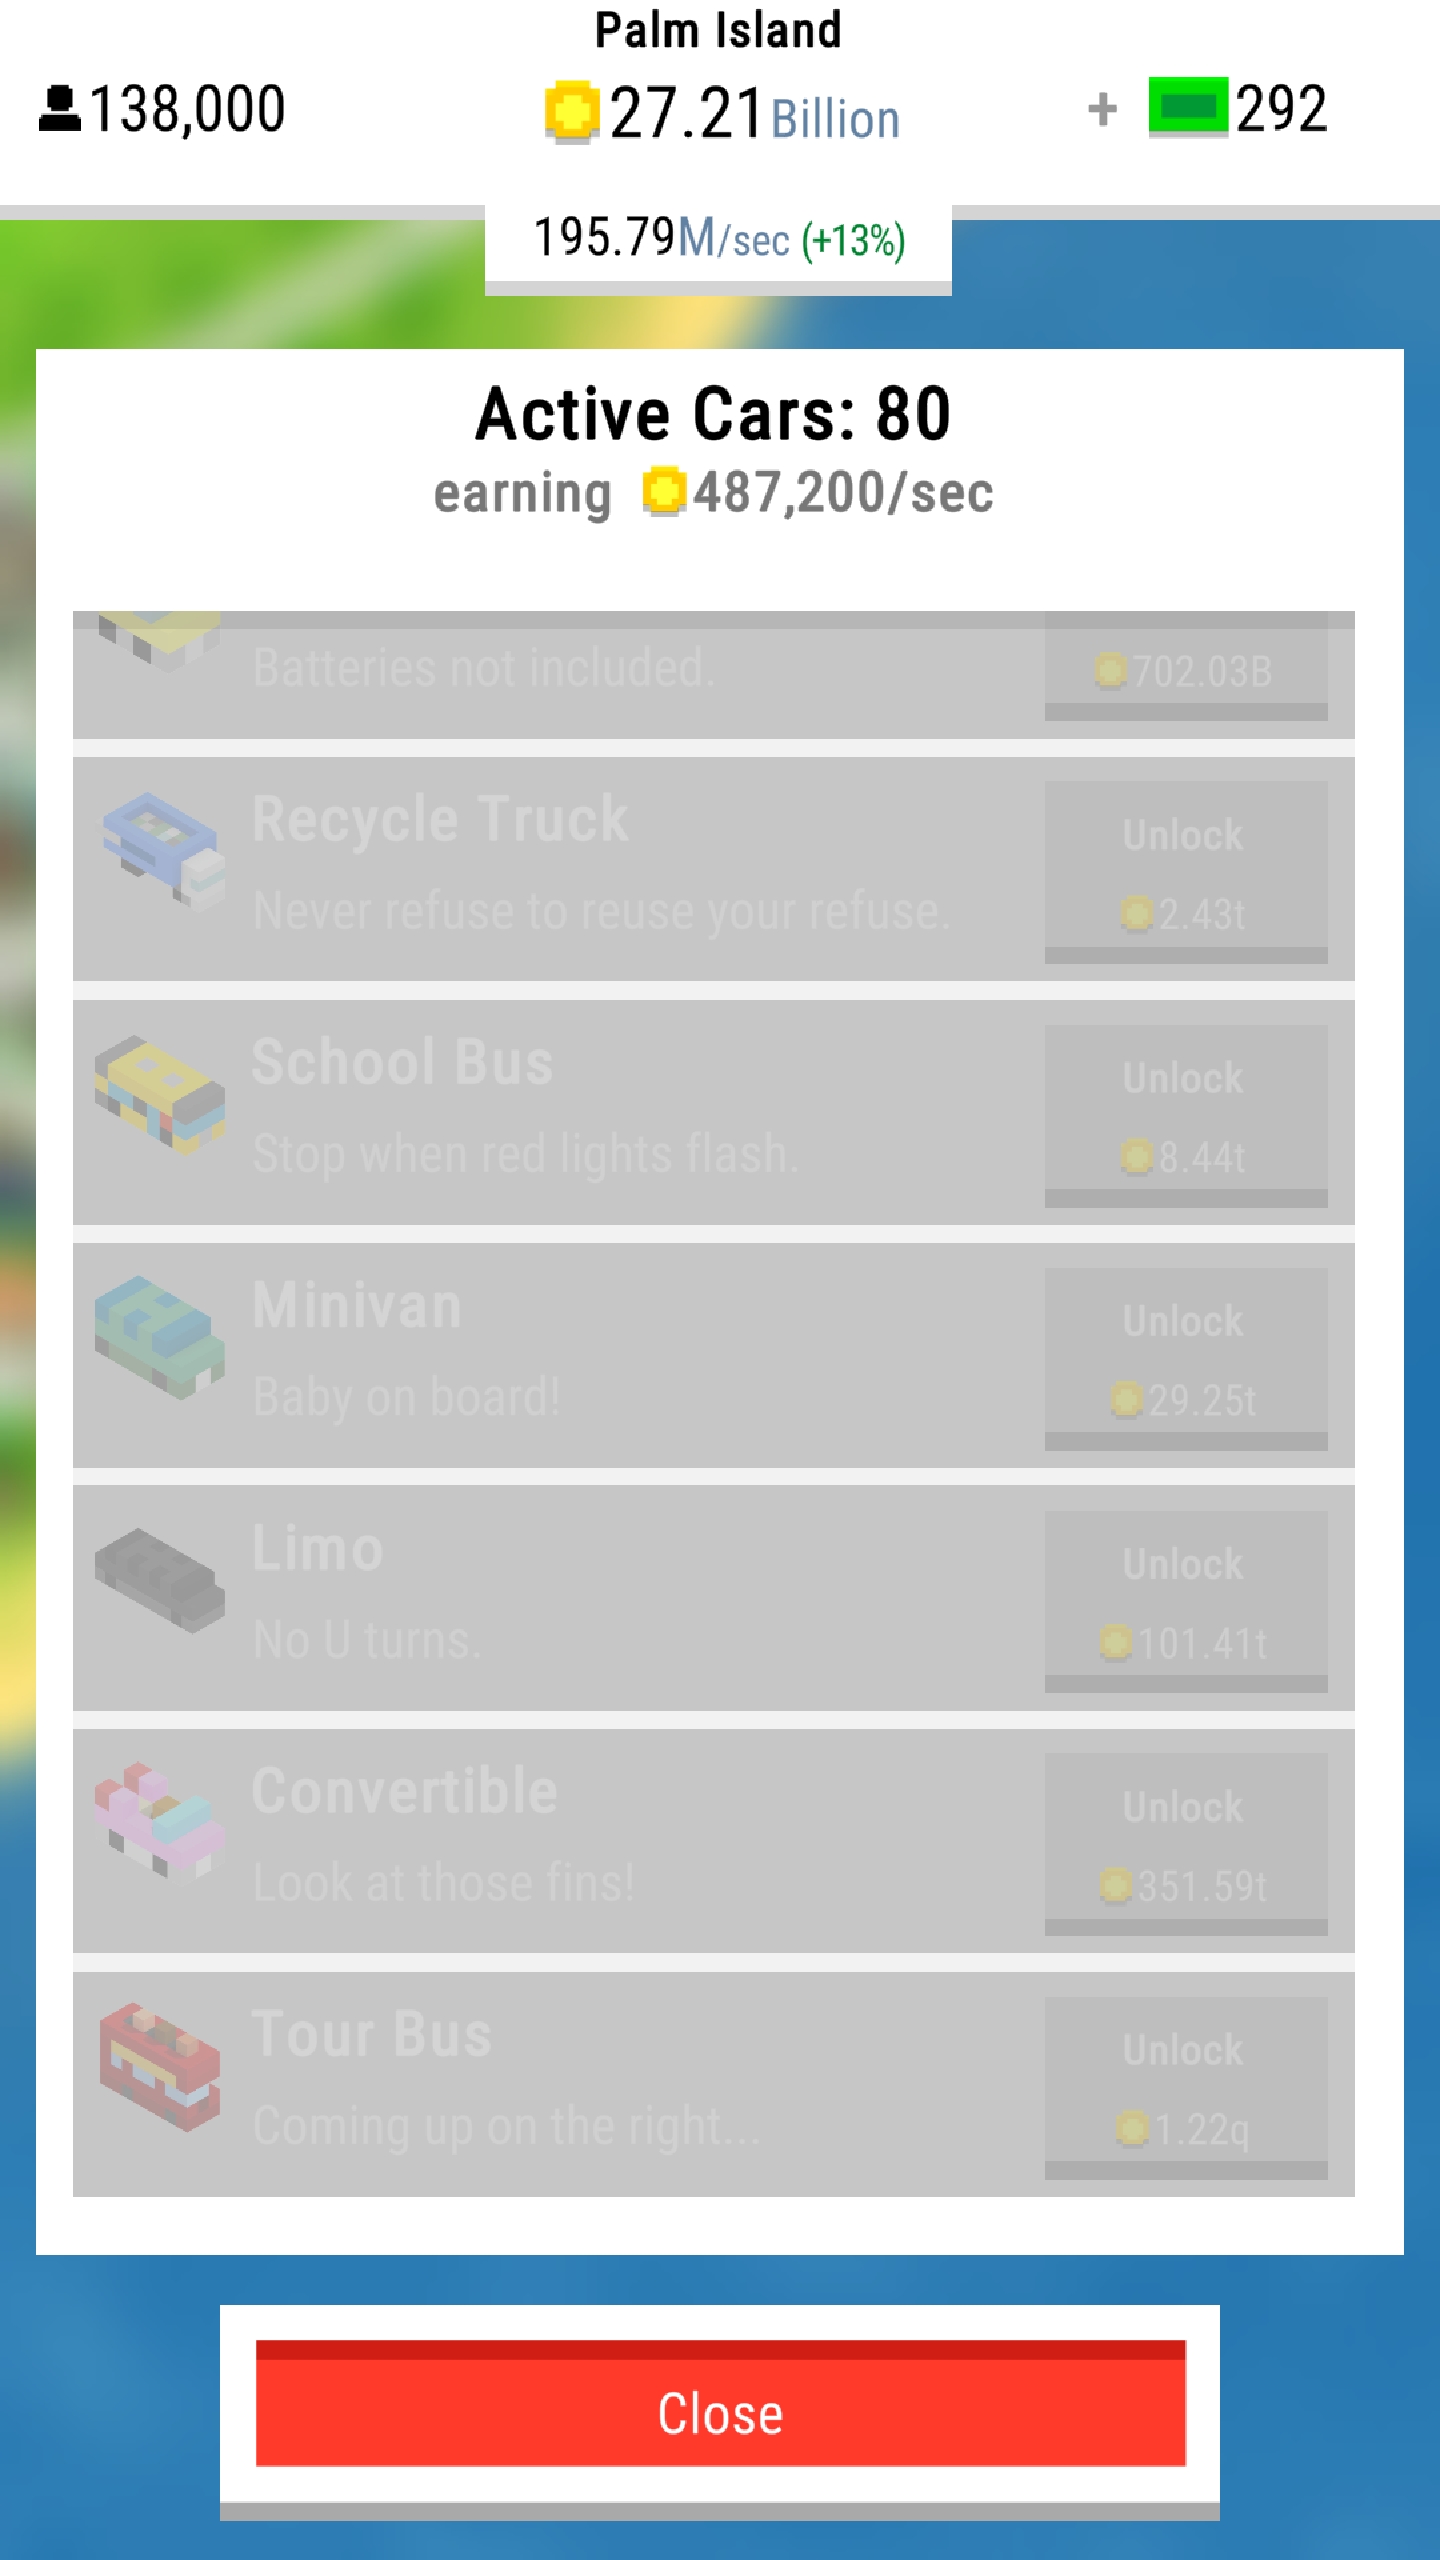 Palm Island
138,000
27.21 Billion
+ 292
195.79M/sec (+13%)
Active Cars: 80
earning 487,200/sec
Batteries not included.
702.03B
Recycle Truck
Never refuse to reuse your refuse.
Unlock
2.43t
School Bus
Stop when red lights flash.
Unlock
8.44t
Minivan
Baby on board!
Unlock
29.25t
Limo
No U turns.
Unlock
101.41t
Convertible
Look at those fins!
Unlock
351.59t
Tour Bus
Coming up on the right...
Unlock
1.22q
Close